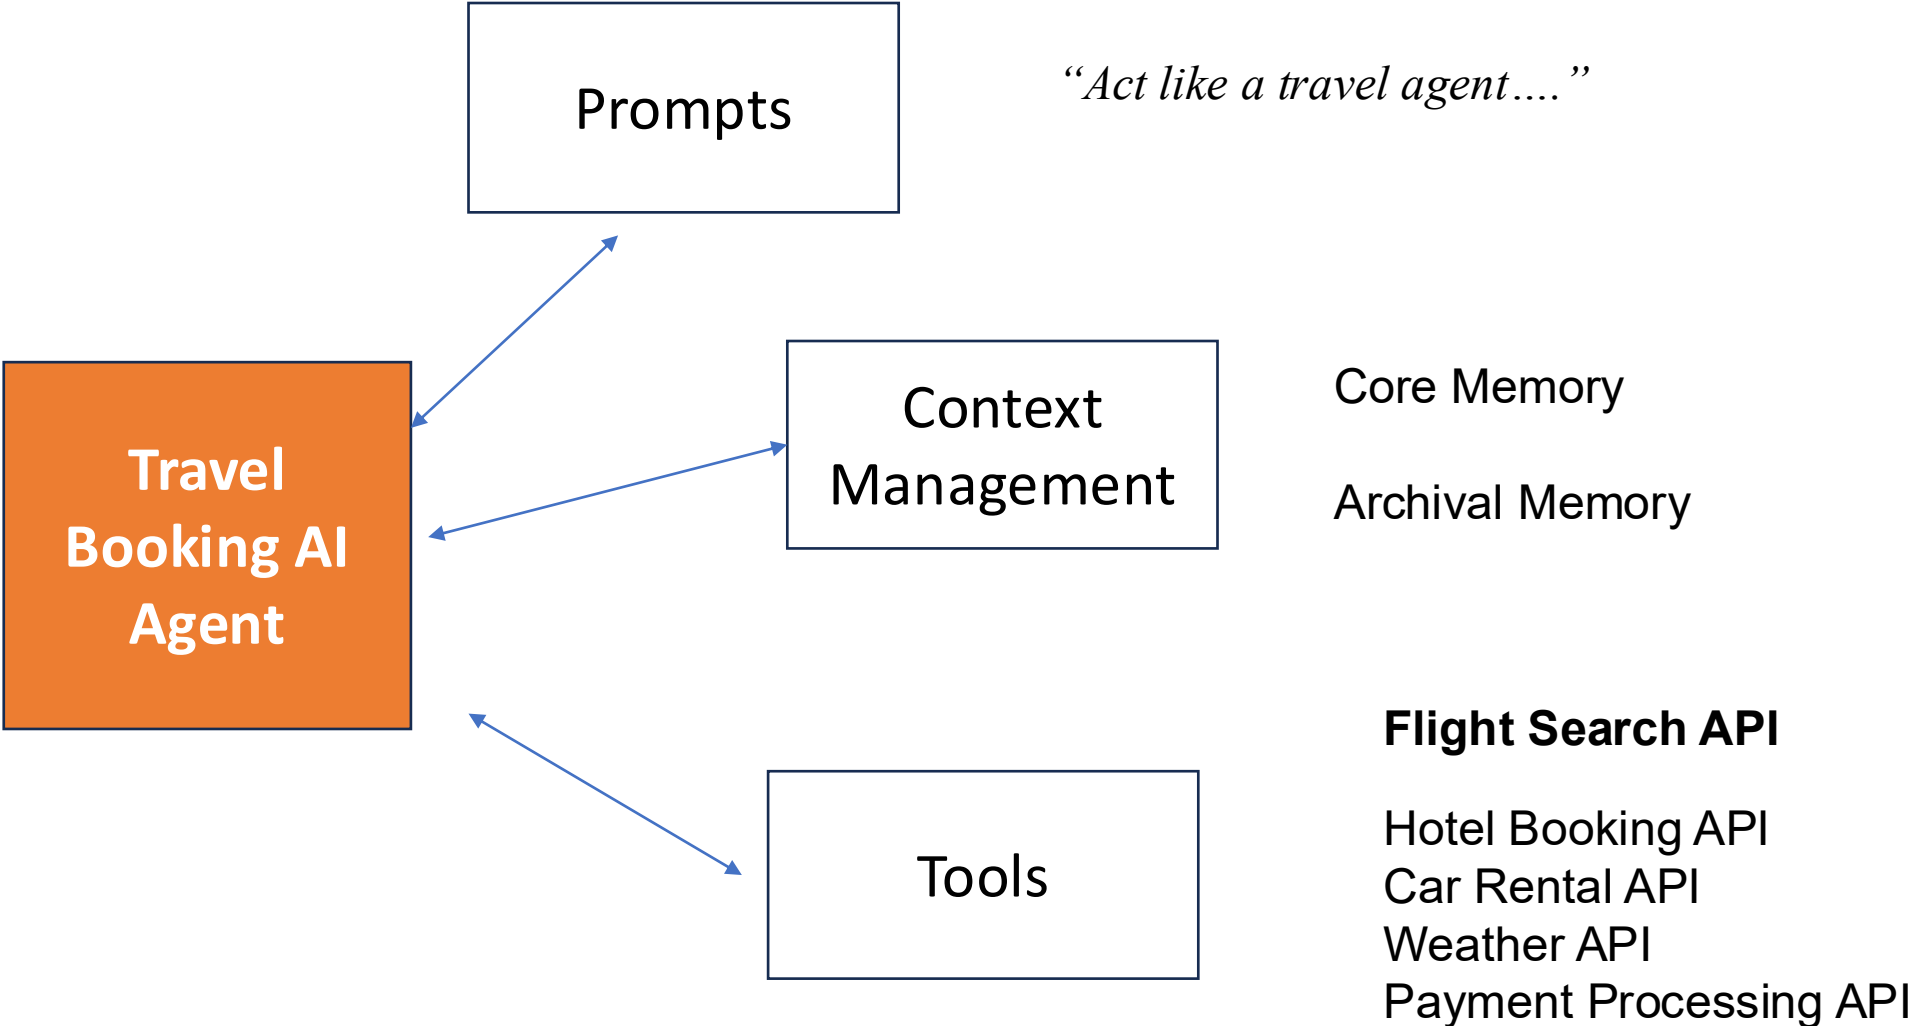 Prompts
“Act like a travel agent….”
Context
Management
Core Memory
Archival Memory
Travel
Booking AI
Agent
Tools
Flight Search API
Hotel Booking API
Car Rental API
Weather API
Payment Processing API